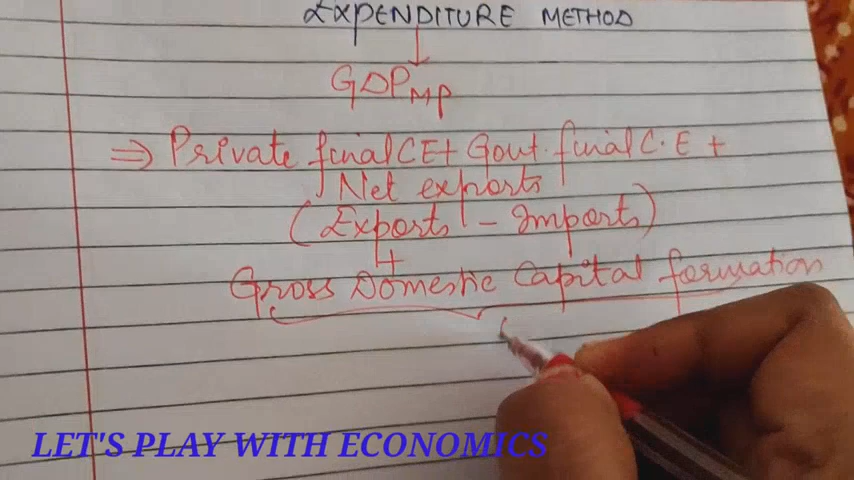 EXPENDITURE METHOD
GDPMP
⇒ Private final CE + Govt. final C.E +
Net exports
(Exports - Imports)
+
Gross Domestic Capital formation
LET'S PLAY WITH ECONOMICS